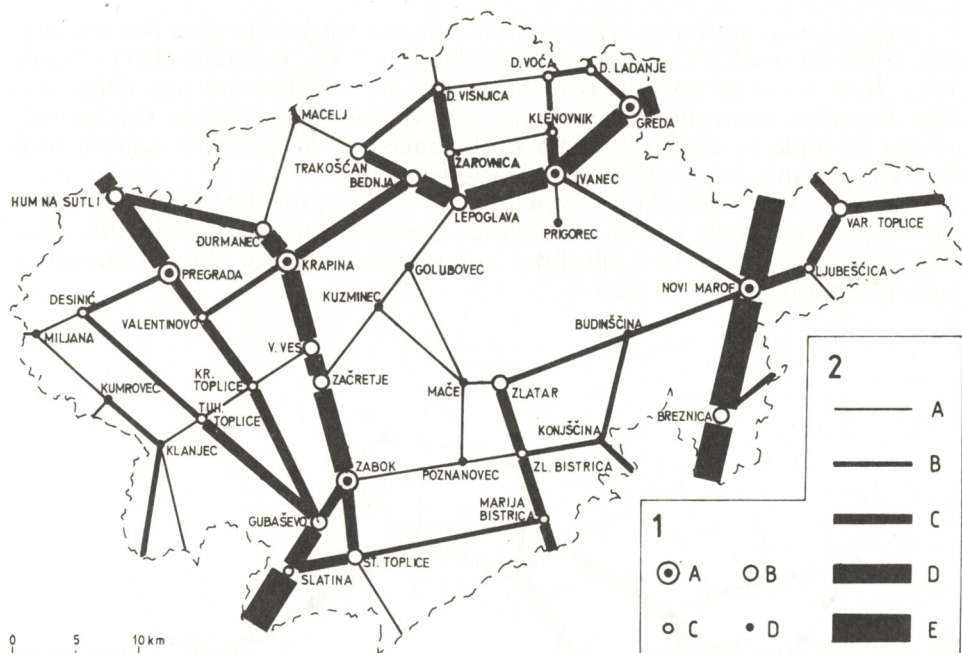 D. VOĆA
D. LADANJE
D. VIŠNJICA
MACELJ
KLENOVNIK
GREDA
TRAKOŠĆAN
ŽAROVNICA
BEDNJA
IVANEC
HUM NA SUTLI
LEPOGLAVA
PRIGOREC
VAR. TOPLICE
ĐURMANEC
KRAPINA
GOLUBOVEC
PREGRADA
NOVI MAROF
LJUBEŠĆICA
DESINIĆ
KUZMINEC
VALENTINOVO
BUDINŠČINA
MILJANA
V. VES
KR.
TOPLICE
ZAČRETJE
MAČE
ZLATAR
KUMROVEC
TUH.
TOPLICE
BREZNICA
KONJŠČINA
KLANJEC
ZABOK
POZNANOVEC
ZL. BISTRICA
MARIJA
BISTRICA
GUBAŠEVO
ST. TOPLICE
SLATINA
0 5 10 km
1
A B
C D
2
A
B
C
D
E